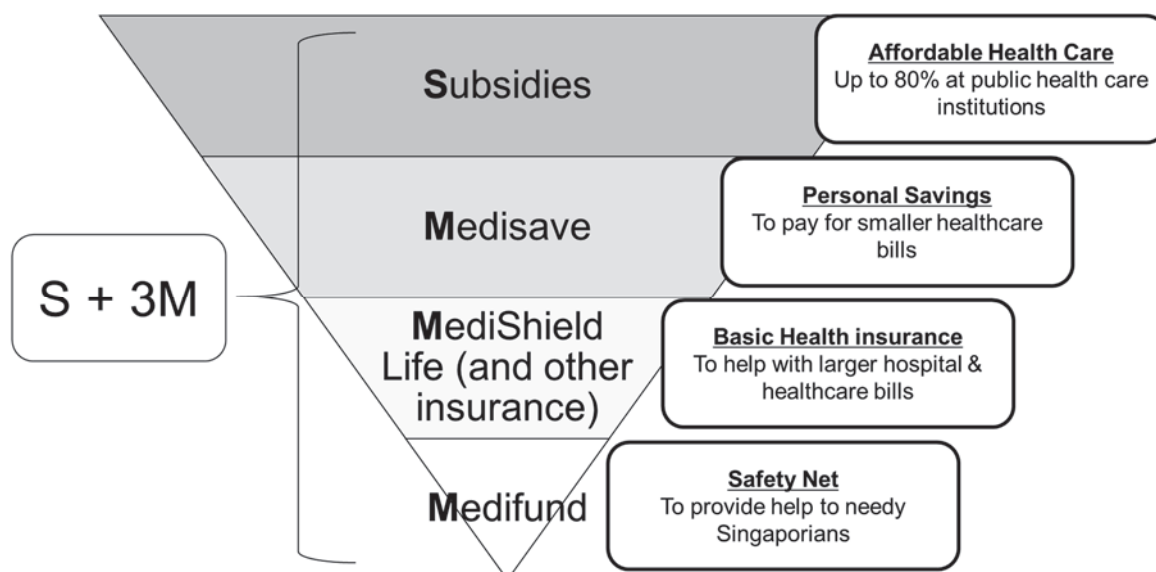 Subsidies
Affordable Health Care
Up to 80% at public health care
institutions
Medisave
Personal Savings
To pay for smaller healthcare
bills
S + 3M
MediShield
Life (and other
insurance)
Basic Health insurance
To help with larger hospital &
healthcare bills
Medifund
Safety Net
To provide help to needy
Singaporians